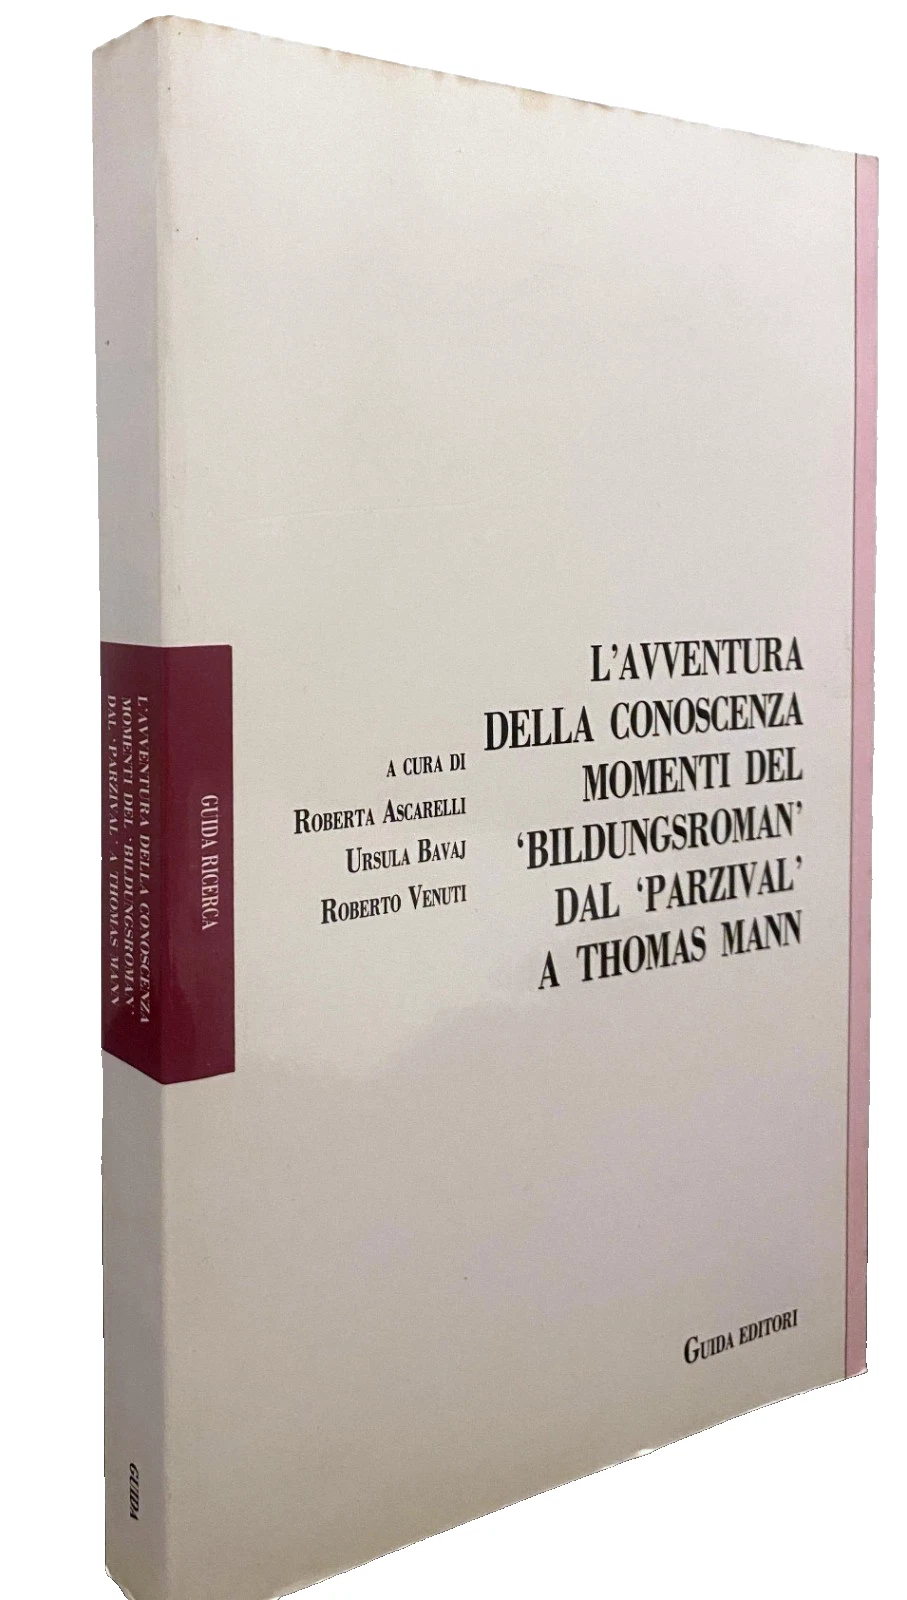 L'AVVENTURA
DELLA CONOSCENZA
MOMENTI DEL
'BILDUNGSROMAN'
DAL 'PARZIVAL'
A THOMAS MANN
A CURA DI
ROBERTA ASCARELLI
URSULA BAVAJ
ROBERTO VENUTI
GUIDA EDITORI
GUIDA RICERCA
L'AVVENTURA DELLA CONOSCENZA
MOMENTI DEL 'BILDUNGSROMAN'
DAL 'PARZIVAL' A THOMAS MANN
GUIDA